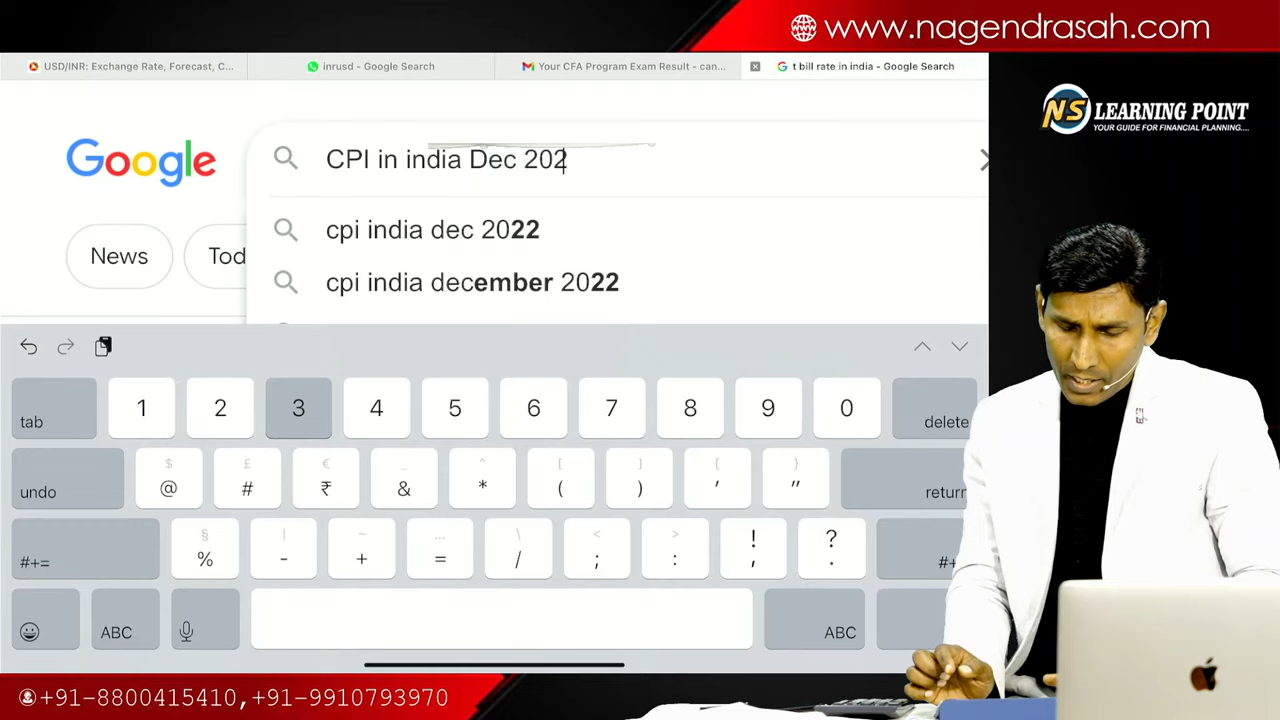 www.nagendrasah.com
USD/INR: Exchange Rate, Forecast, C...
inrusd - Google Search
Your CFA Program Exam Result - can...
t bill rate in india - Google Search
NS LEARNING POINT
YOUR GUIDE FOR FINANCIAL PLANNING....
Google
CPI in india Dec 202
cpi india dec 2022
cpi india december 2022
News
Tod
tab 1 2 3 4 5 6 7 8 9 0 delete
$ £ € _ ^ [ ] { }
undo @ # ₹ & * ( ) ' " return
§ | ~ … \ < > ! ?
#+= % - + = / ; : , . #+
ABC ABC
+91-8800415410,+91-9910793970